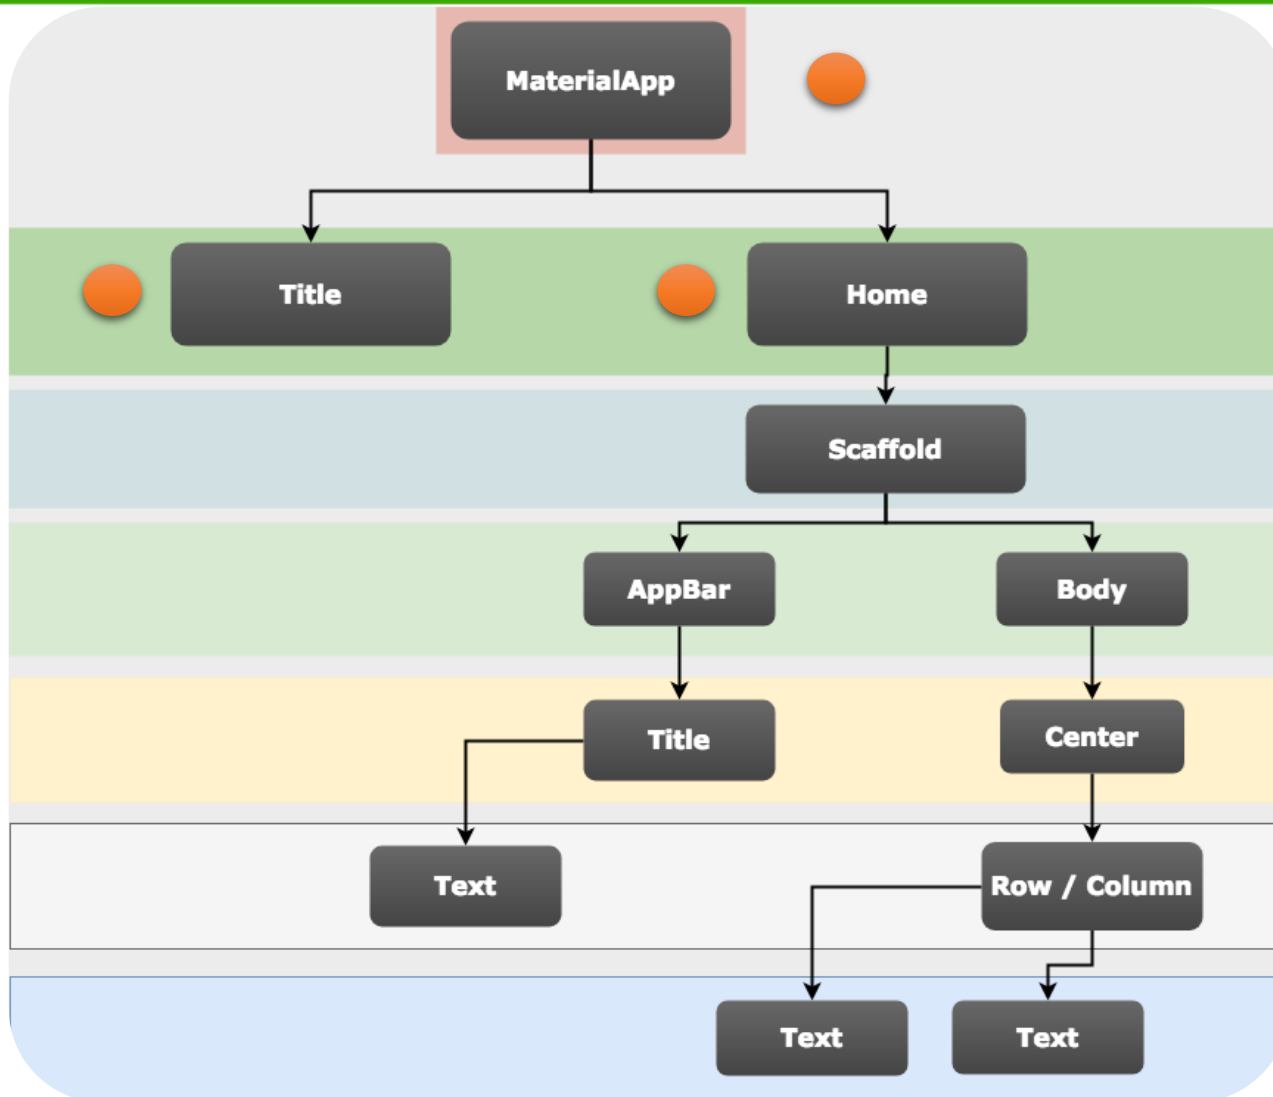 MaterialApp
Title
Home
Scaffold
AppBar
Body
Title
Center
Text
Row / Column
Text
Text